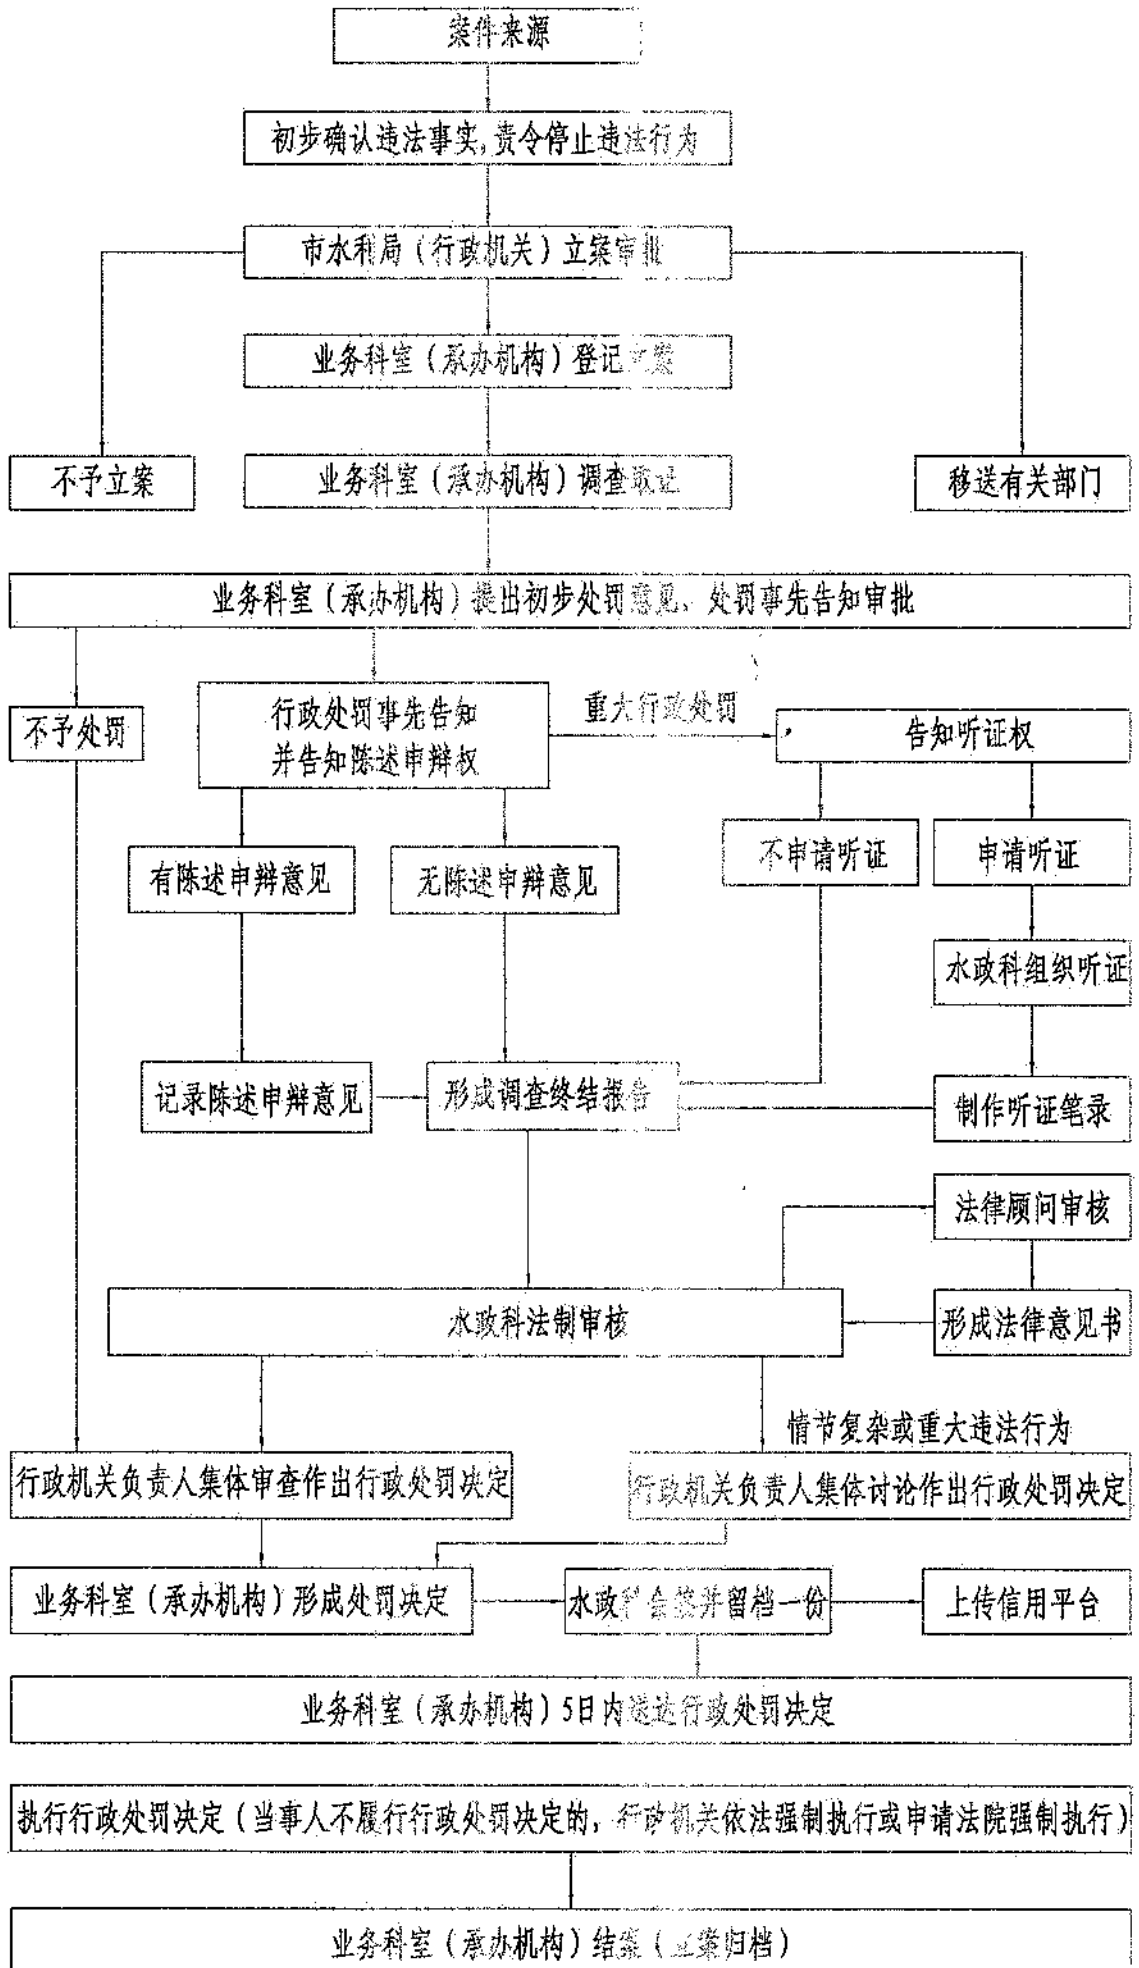 案件来源
初步确认违法事实,责令停止违法行为
市水利局（行政机关）立案审批
业务科室（承办机构）登记立案
不予立案
业务科室（承办机构）调查取证
移送有关部门
业务科室（承办机构）提出初步处罚意见、处罚事先告知审批
不予处罚
行政处罚事先告知
并告知陈述申辩权
重大行政处罚
告知听证权
有陈述申辩意见
无陈述申辩意见
不申请听证
申请听证
水政科组织听证
记录陈述申辩意见
形成调查终结报告
制作听证笔录
法律顾问审核
水政科法制审核
形成法律意见书
情节复杂或重大违法行为
行政机关负责人集体审查作出行政处罚决定
行政机关负责人集体讨论作出行政处罚决定
业务科室（承办机构）形成处罚决定
水政科会签并留档一份
上传信用平台
业务科室（承办机构）5日内送达行政处罚决定
执行行政处罚决定（当事人不履行行政处罚决定的，行政机关依法强制执行或申请法院强制执行）
业务科室（承办机构）结案（立案归档）